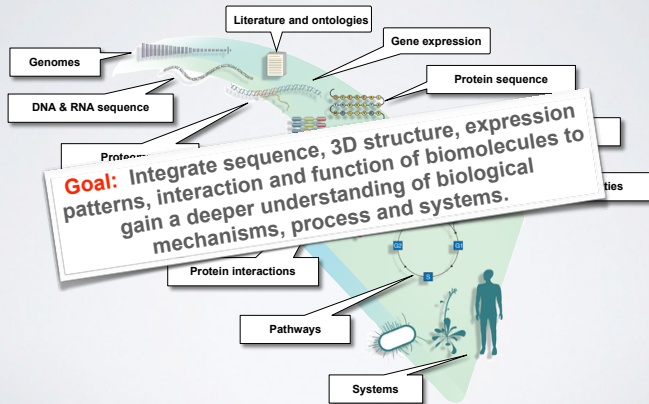 Literature and ontologies
Gene expression
Genomes
Protein sequence
DNA & RNA sequence
Goal: Integrate sequence, 3D structure, expression
patterns, interaction and function of biomolecules to
gain a deeper understanding of biological
mechanisms, process and systems.
G2
G1
S
Protein interactions
Pathways
Systems